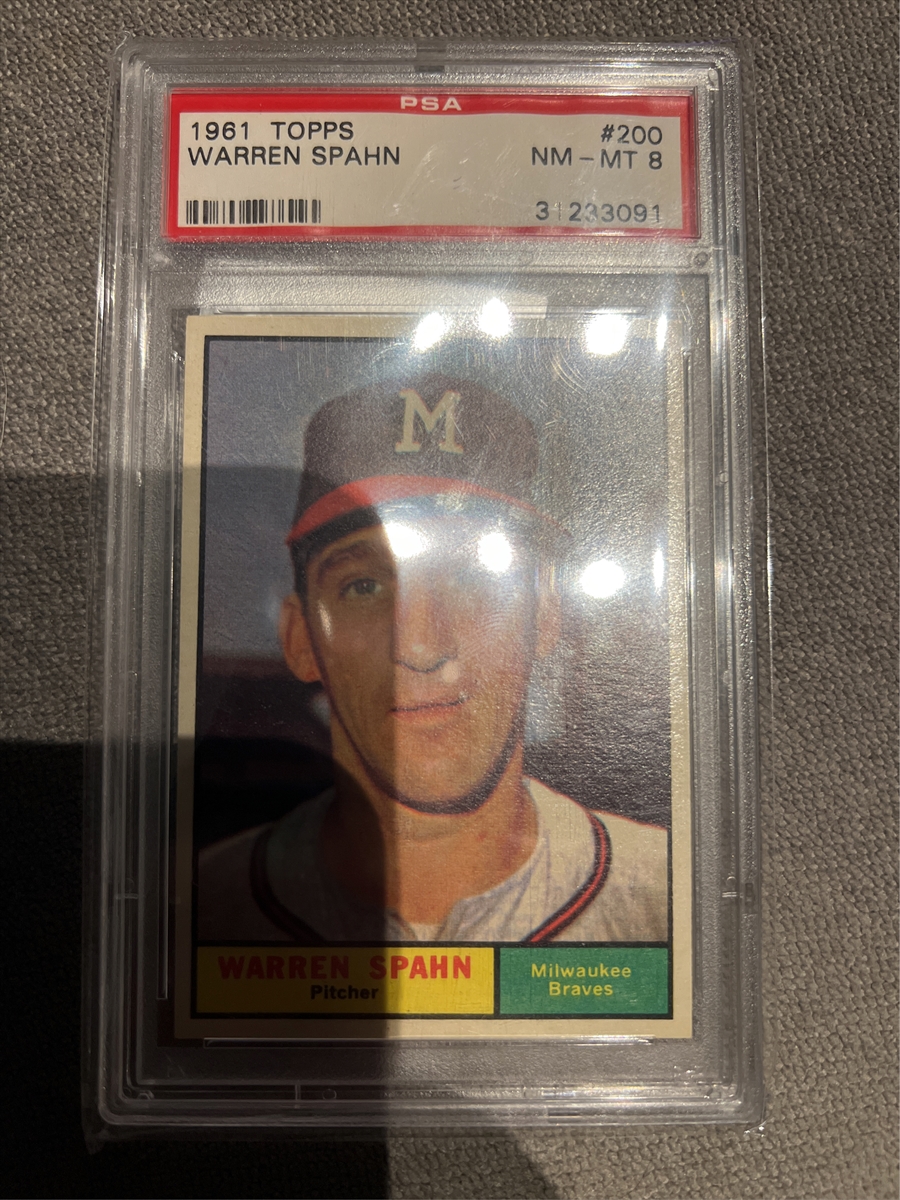 PSA
1961 TOPPS #200
WARREN SPAHN NM-MT 8
31233091
M
WARREN SPAHN
Pitcher
Milwaukee
Braves